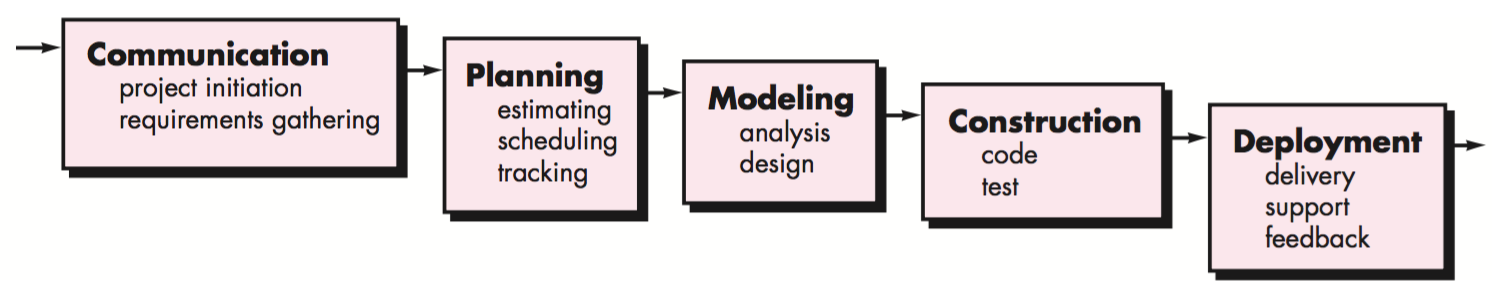 Communication
project initiation
requirements gathering
Planning
estimating
scheduling
tracking
Modeling
analysis
design
Construction
code
test
Deployment
delivery
support
feedback